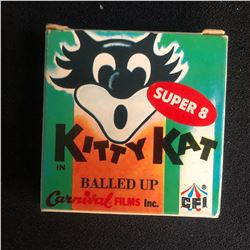 SUPER 8
KITTY KAT
IN
BALLED UP
Carnival FILMS Inc.
CFI